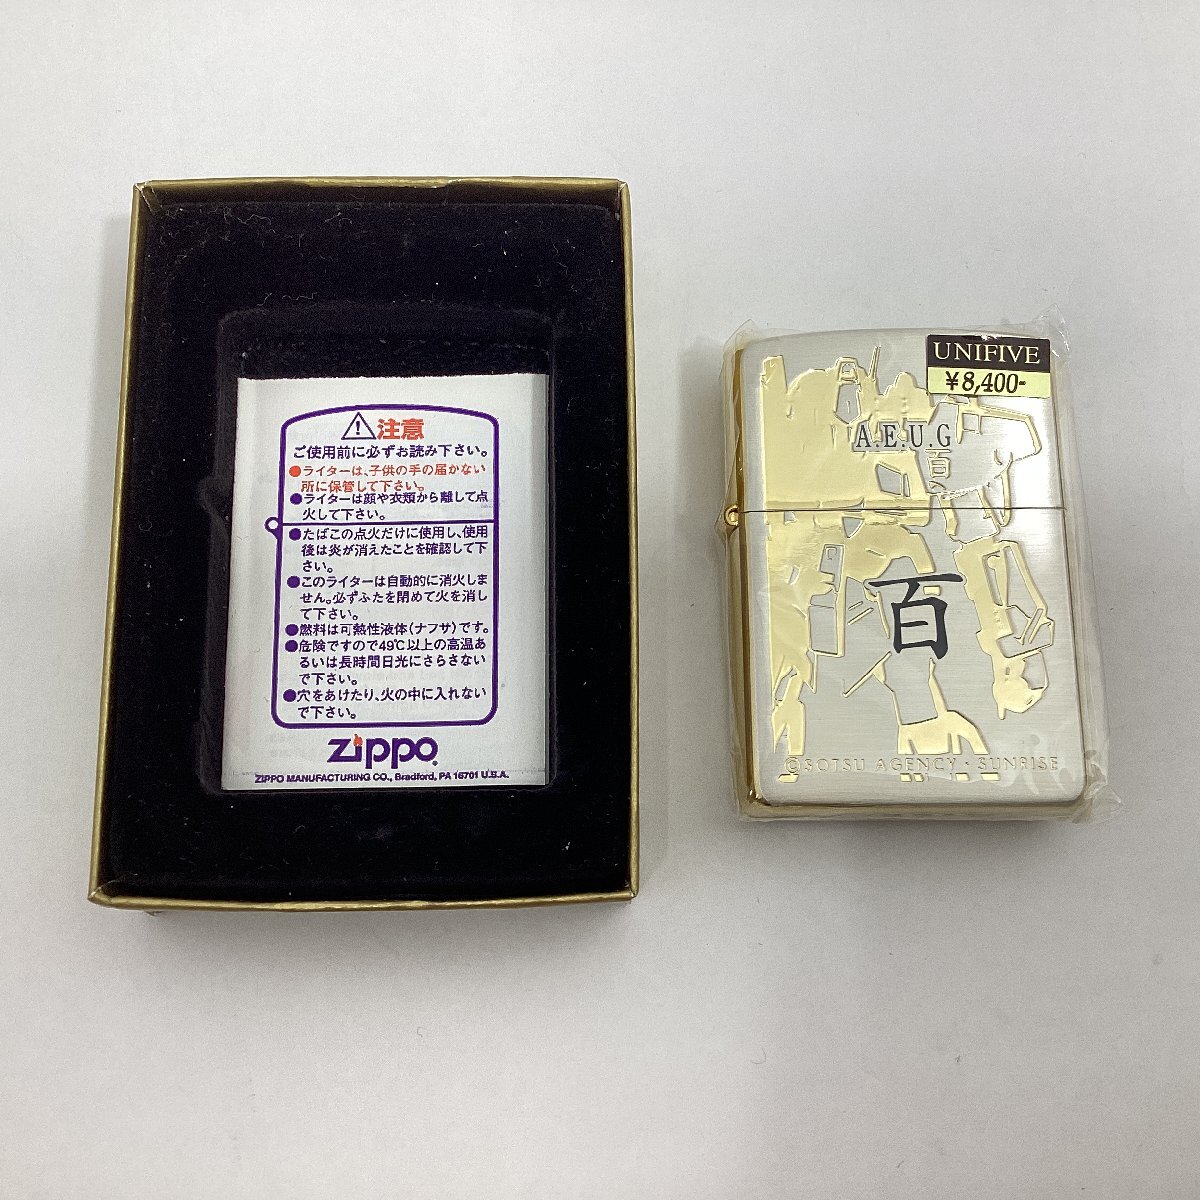 注意
ご使用前に必ずお読み下さい。
●ライターは、子供の手の届かない
所に保管して下さい。
●ライターは顔や衣類から離して点
火して下さい。
●たばこの点火だけに使用し、使用
後は炎が消えたことを確認して下
さい。
●このライターは自動的に消火しま
せん。必ずふたを閉めて火を消し
て下さい。
●燃料は可熱性液体(ナフサ)です。
●危険ですので49℃以上の高温あ
るいは長時間日光にさらさない
で下さい。
●穴をあけたり、火の中に入れない
で下さい。
zippo
ZIPPO MANUFACTURING CO., Bradford, PA 16701 U.S.A.
UNIFIVE
¥8,400-
A.E.U.G
百
百
©SOTSU AGENCY・SUNRISE